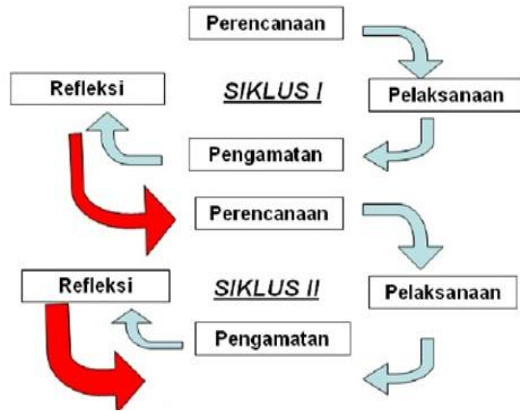 Perencanaan
Refleksi
SIKLUS I
Pelaksanaan
Pengamatan
Perencanaan
Refleksi
SIKLUS II
Pelaksanaan
Pengamatan